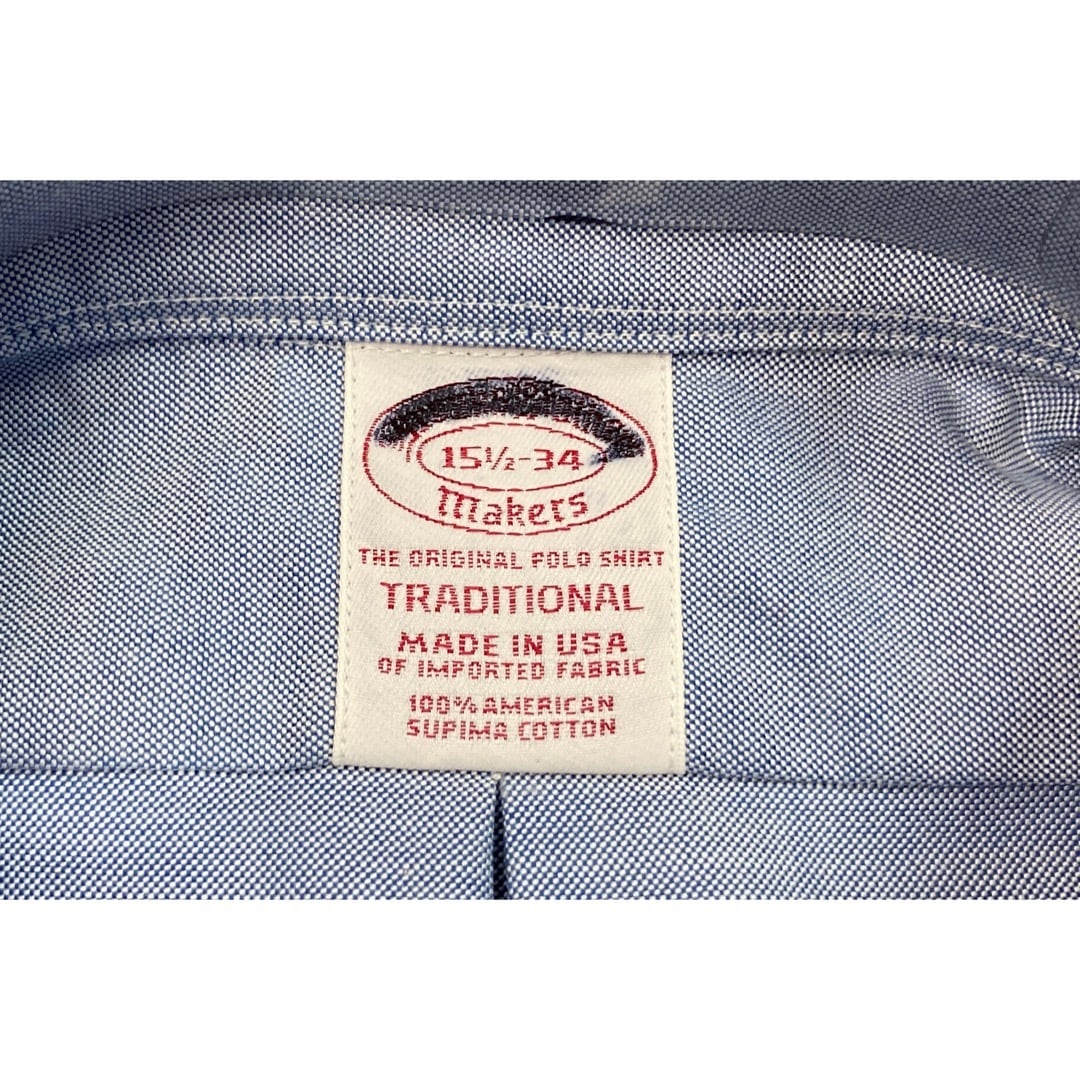 15½-34
Makers
THE ORIGINAL POLO SHIRT
TRADITIONAL
MADE IN USA
OF IMPORTED FABRIC
100% AMERICAN
SUPIMA COTTON